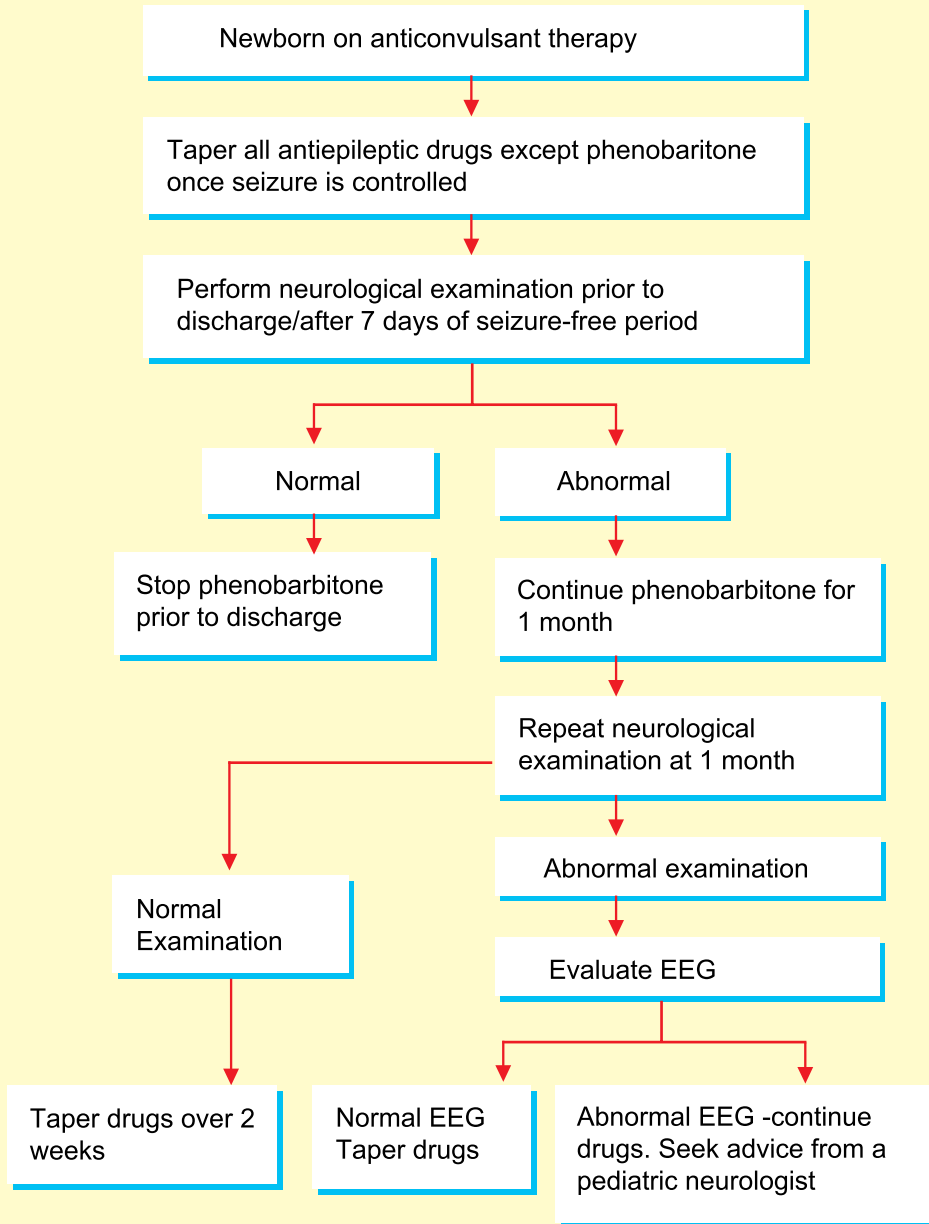 Newborn on anticonvulsant therapy
Taper all antiepileptic drugs except phenobaritone
once seizure is controlled
Perform neurological examination prior to
discharge/after 7 days of seizure-free period
Normal
Abnormal
Stop phenobarbitone
prior to discharge
Continue phenobarbitone for
1 month
Repeat neurological
examination at 1 month
Abnormal examination
Normal
Examination
Evaluate EEG
Taper drugs over 2
weeks
Normal EEG
Taper drugs
Abnormal EEG -continue
drugs. Seek advice from a
pediatric neurologist